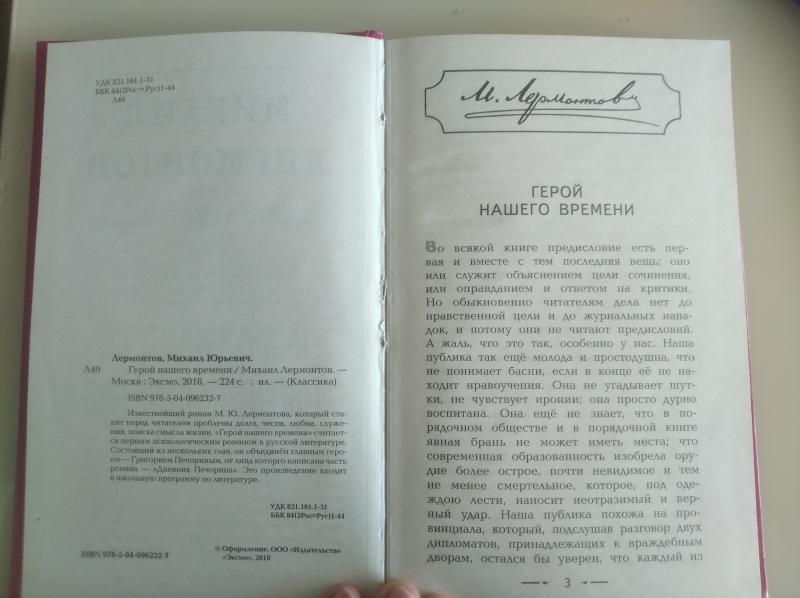 УДК 821.161.1-31
ББК 84(2Рос=Рус)1-44
Л49
Лермонтов, Михаил Юрьевич.
Л49 Герой нашего времени / Михаил Лермонтов. —
Москва : Эксмо, 2018. — 224 с. : ил. — (Классика).
ISBN 978-5-04-096232-7
Известнейший роман М. Ю. Лермонтова, который ста-
вит перед читателем проблемы долга, чести, любви, служе-
ния, поиска смысла жизни. «Герой нашего времени» считает-
ся первым психологическим романом в русской литературе.
Состоящий из нескольких глав, он объединён главным геро-
ем — Григорием Печориным, от лица которого написана часть
романа — «Дневник Печорина». Это произведение входит
в школьную программу по литературе.
УДК 821.161.1-31
ББК 84(2Рос=Рус)1-44
ISBN 978-5-04-096232-7
© Оформление. ООО «Издательство
«Эксмо», 2018
М. Лермонтовъ
ГЕРОЙ
НАШЕГО ВРЕМЕНИ
Во всякой книге предисловие есть пер-
вая и вместе с тем последняя вещь; оно
или служит объяснением цели сочинения,
или оправданием и ответом на критики.
Но обыкновенно читателям дела нет до
нравственной цели и до журнальных напа-
док, и потому они не читают предисловий.
А жаль, что это так, особенно у нас. Наша
публика так ещё молода и простодушна, что
не понимает басни, если в конце её не на-
ходит нравоучения. Она не угадывает шут-
ки, не чувствует иронии; она просто дурно
воспитана. Она ещё не знает, что в по-
рядочном обществе и в порядочной книге
явная брань не может иметь места; что
современная образованность изобрела ору-
дие более острое, почти невидимое и тем
не менее смертельное, которое, под оде-
ждою лести, наносит неотразимый и вер-
ный удар. Наша публика похожа на про-
винциала, который, подслушав разговор двух
дипломатов, принадлежащих к враждебным
дворам, остался бы уверен, что каждый из
3